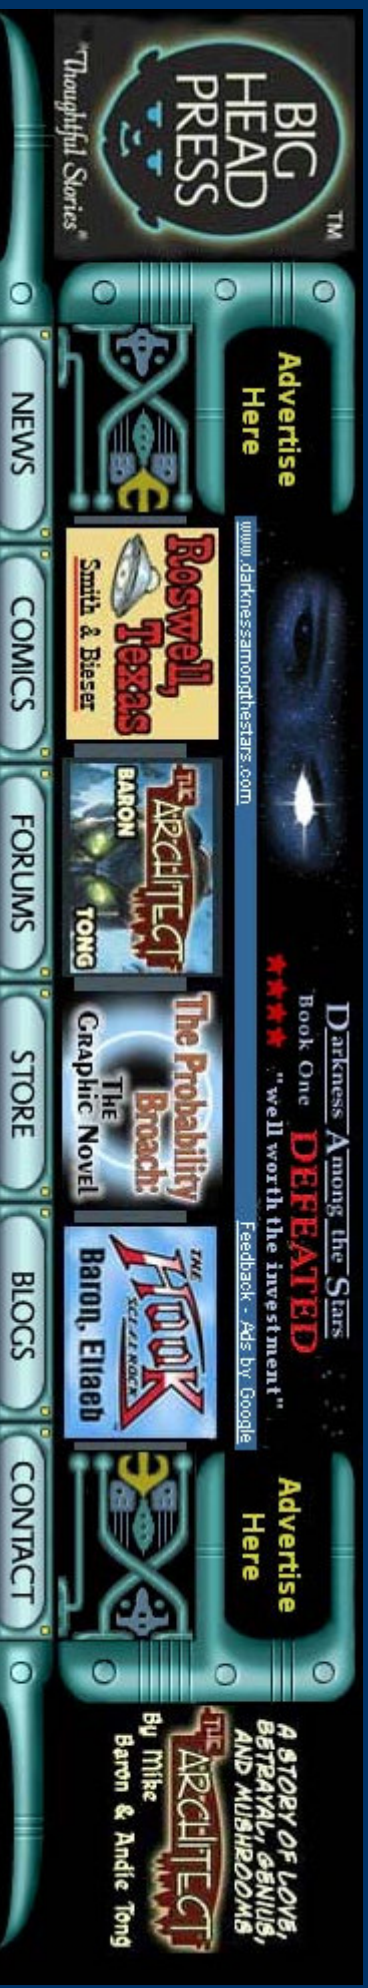 BIG
HEAD
PRESS
TM
"Thoughtful Stories"
Advertise
Here
Darkness Among the Stars
Book One DEFEATED
★★★★ "well worth the investment"
www.darknessamongthestars.com
Feedback - Ads by Google
Advertise
Here
Roswell,
Texas
Smith & Bieser
THE
ARCHITECT
BARON TONG
The Probability
Broach:
THE
GRAPHIC NOVEL
THE
HOOK
Baron, Eliaeb
A STORY OF LOVE,
BETRAYAL, GENIUS,
AND MUSHROOMS
THE
ARCHITECT
By Mike
Baron & Andie Tong
NEWS
COMICS
FORUMS
STORE
BLOGS
CONTACT